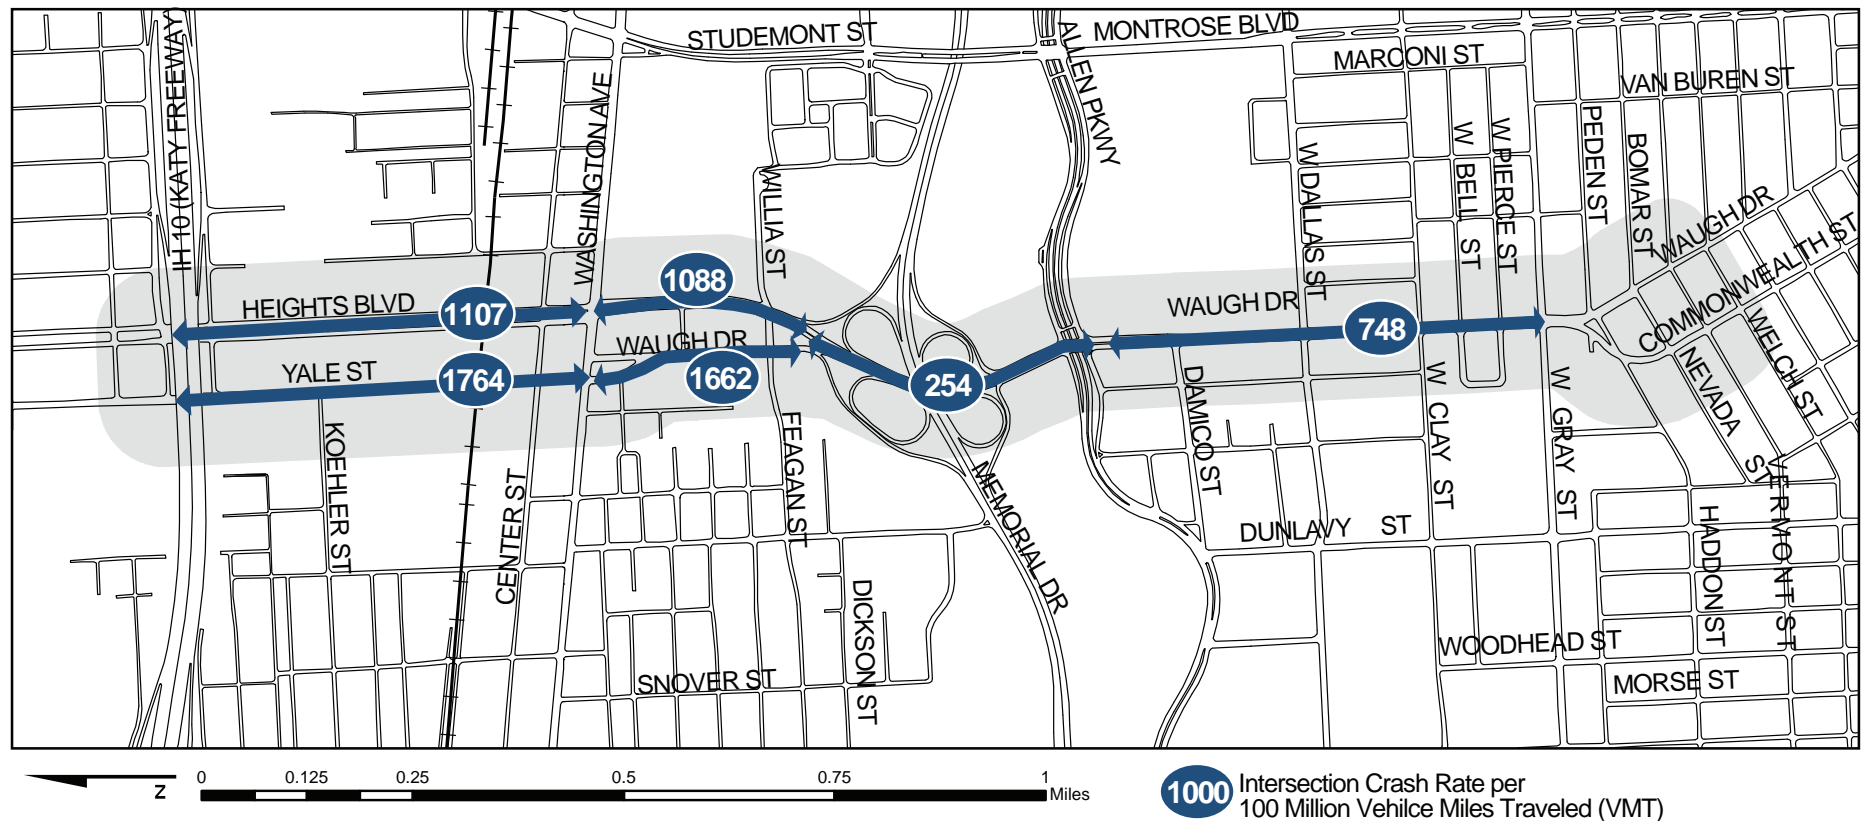 STUDEMONT ST
MONTROSE BLVD
MARCONI ST
VAN BUREN ST
IH 10 (KATY FREEWAY)
WASHINGTON AVE
ALLEN PKWY
WILLIA ST
W DALLAS ST
W BELL ST
W PIERCE ST
PEDEN ST
BOMAR ST
WAUGH DR
COMMONWEALTH ST
HEIGHTS BLVD
1107
1088
WAUGH DR
748
WAUGH DR
YALE ST
1764
1662
254
WELCH ST
NEVADA ST
KOEHLER ST
CENTER ST
FEAGAN ST
MEMORIAL DR
DAMICO ST
W CLAY ST
W GRAY ST
VERMONT ST
HADDON ST
DUNLAVY ST
DICKSON ST
SNOVER ST
WOODHEAD ST
MORSE ST
Z
0 0.125 0.25 0.5 0.75 1
Miles
1000
Intersection Crash Rate per
100 Million Vehilce Miles Traveled (VMT)